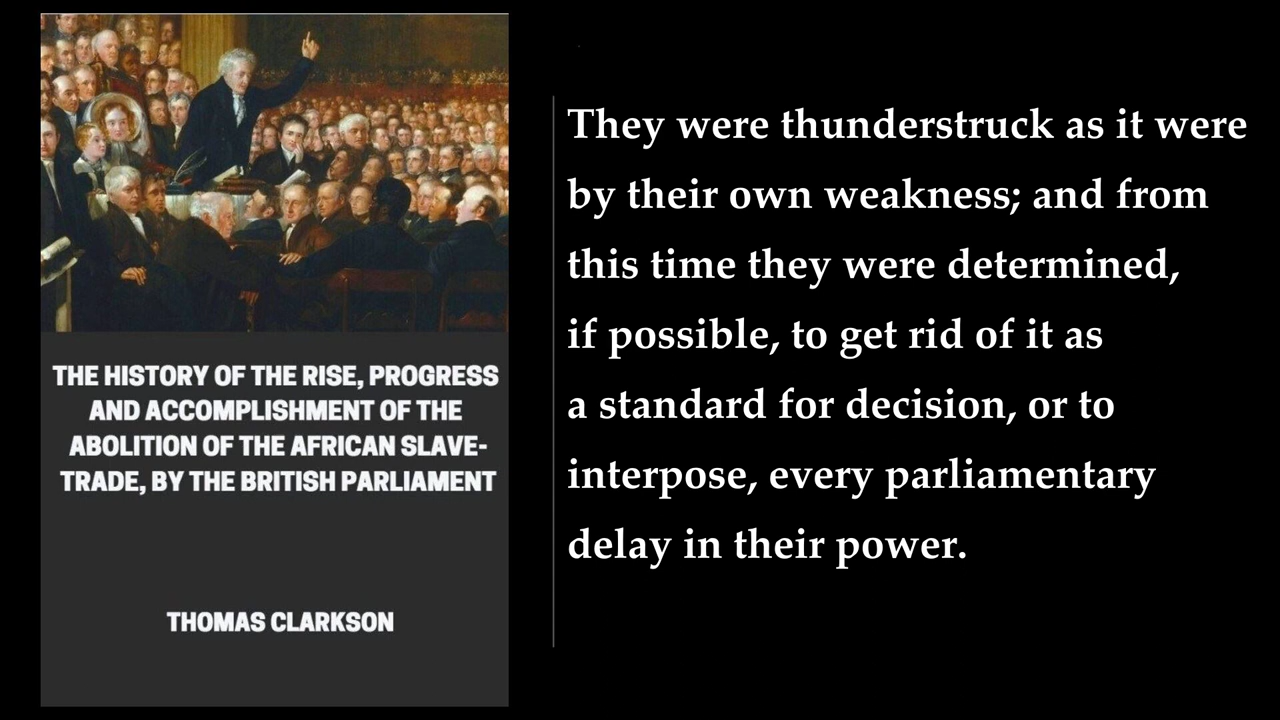 THE HISTORY OF THE RISE, PROGRESS
AND ACCOMPLISHMENT OF THE
ABOLITION OF THE AFRICAN SLAVE-
TRADE, BY THE BRITISH PARLIAMENT
THOMAS CLARKSON
They were thunderstruck as it were
by their own weakness; and from
this time they were determined,
if possible, to get rid of it as
a standard for decision, or to
interpose, every parliamentary
delay in their power.